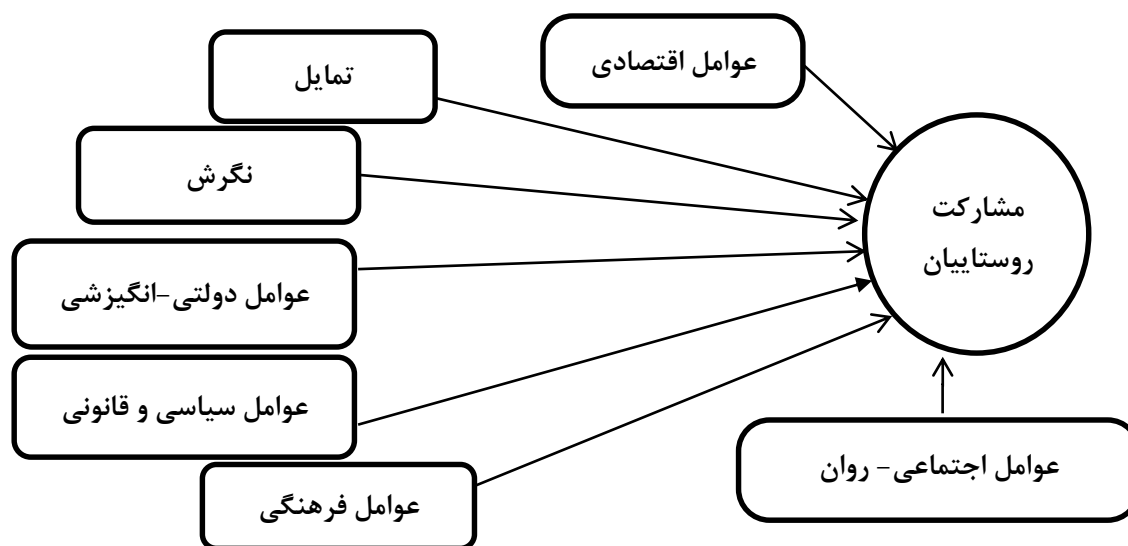 عوامل اقتصادی
تمایل
نگرش
مشارکت
روستاییان
عوامل دولتی-انگیزشی
عوامل سیاسی و قانونی
عوامل اجتماعی- روان
عوامل فرهنگی